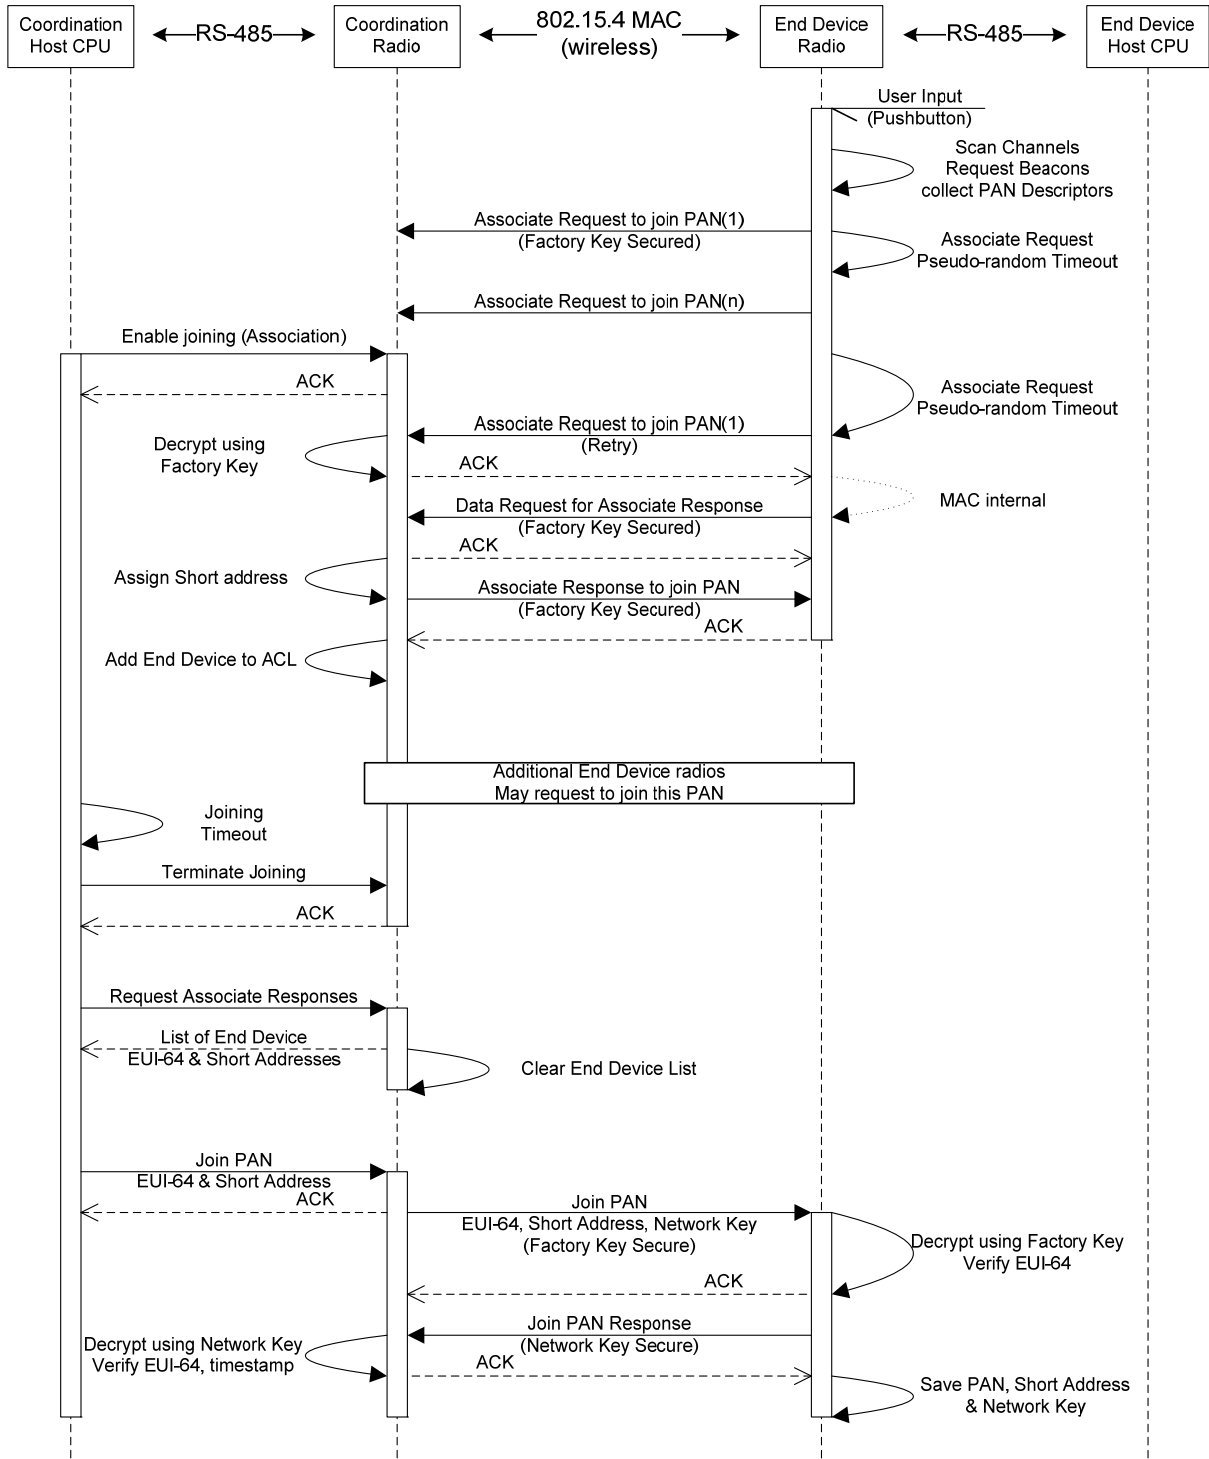 Coordination
Host CPU
RS-485
Coordination
Radio
802.15.4 MAC
(wireless)
End Device
Radio
RS-485
End Device
Host CPU
User Input
(Pushbutton)
Scan Channels
Request Beacons
collect PAN Descriptors
Associate Request to join PAN(1)
(Factory Key Secured)
Associate Request
Pseudo-random Timeout
Associate Request to join PAN(n)
Enable joining (Association)
ACK
Associate Request
Pseudo-random Timeout
Associate Request to join PAN(1)
(Retry)
Decrypt using
Factory Key
ACK
MAC internal
Data Request for Associate Response
(Factory Key Secured)
ACK
Assign Short address
Associate Response to join PAN
(Factory Key Secured)
ACK
Add End Device to ACL
Additional End Device radios
May request to join this PAN
Joining
Timeout
Terminate Joining
ACK
Request Associate Responses
List of End Device
EUI-64 & Short Addresses
Clear End Device List
Join PAN
EUI-64 & Short Address
ACK
Join PAN
EUI-64, Short Address, Network Key
(Factory Key Secure)
Decrypt using Factory Key
Verify EUI-64
ACK
Join PAN Response
(Network Key Secure)
Decrypt using Network Key
Verify EUI-64, timestamp
ACK
Save PAN, Short Address
& Network Key